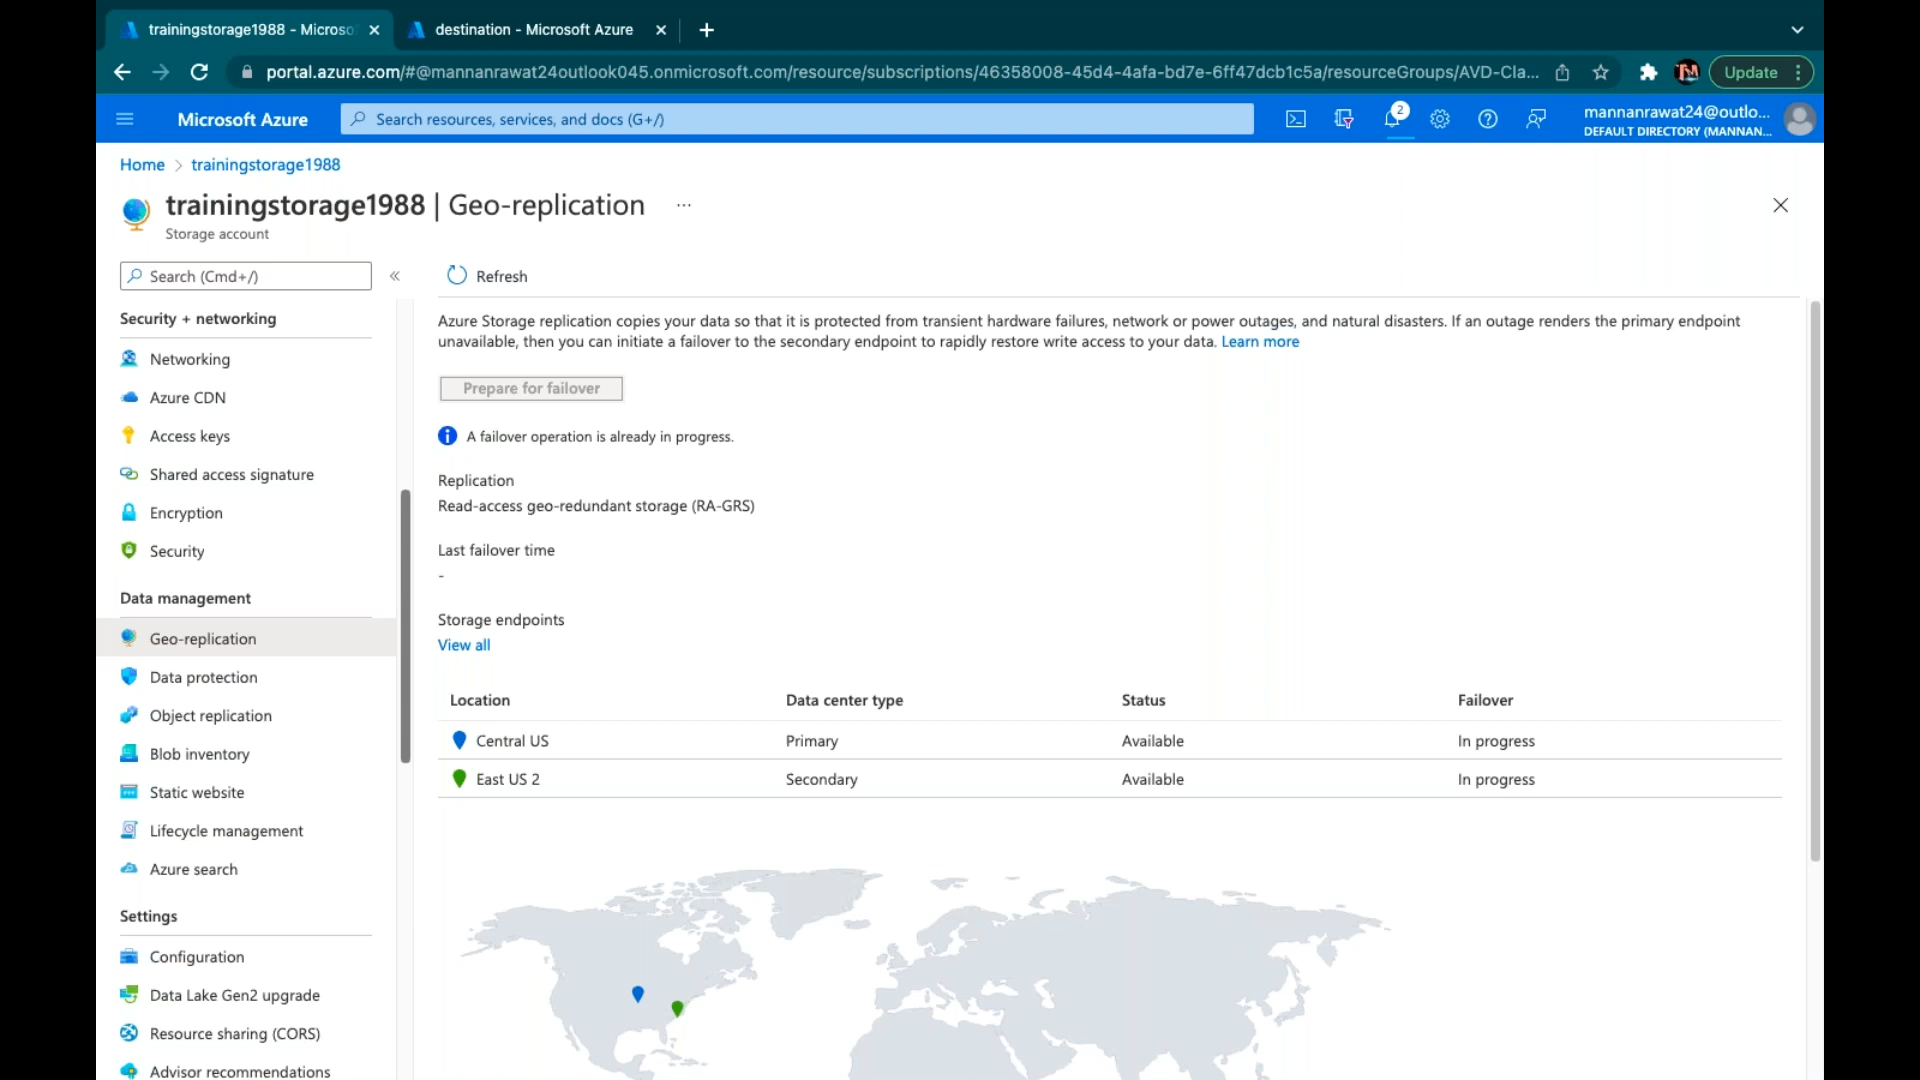 trainingstorage1988 - Microso
destination - Microsoft Azure
portal.azure.com/#@mannanrawat24outlook045.onmicrosoft.com/resource/subscriptions/46358008-45d4-4afa-bd7e-6ff47dcb1c5a/resourceGroups/AVD-Cla...
Update
Microsoft Azure
Search resources, services, and docs (G+/)
2
mannanrawat24@outlo...
DEFAULT DIRECTORY (MANNAN...
Home > trainingstorage1988
trainingstorage1988 | Geo-replication ...
Storage account
Search (Cmd+/)
«
Refresh
Security + networking
Networking
Azure CDN
Access keys
Shared access signature
Encryption
Security
Data management
Geo-replication
Data protection
Object replication
Blob inventory
Static website
Lifecycle management
Azure search
Settings
Configuration
Data Lake Gen2 upgrade
Resource sharing (CORS)
Advisor recommendations
Azure Storage replication copies your data so that it is protected from transient hardware failures, network or power outages, and natural disasters. If an outage renders the primary endpoint
unavailable, then you can initiate a failover to the secondary endpoint to rapidly restore write access to your data. Learn more
Prepare for failover
A failover operation is already in progress.
Replication
Read-access geo-redundant storage (RA-GRS)
Last failover time
-
Storage endpoints
View all
Location Data center type Status Failover
Central US Primary Available In progress
East US 2 Secondary Available In progress